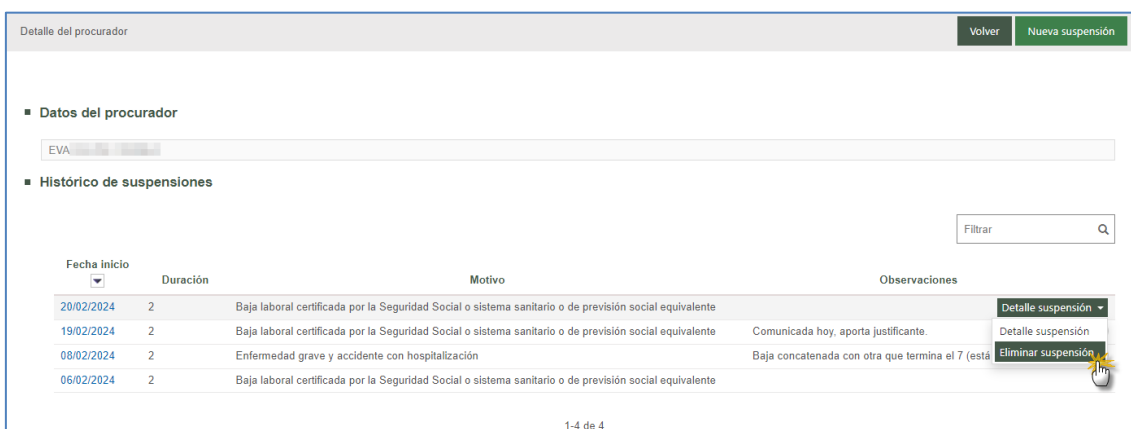 Detalle del procurador Volver Nueva suspensión
Datos del procurador
EVA
Histórico de suspensiones
Filtrar
Fecha inicio Duración Motivo Observaciones
20/02/2024 2 Baja laboral certificada por la Seguridad Social o sistema sanitario o de previsión social equivalente Detalle suspensión
19/02/2024 2 Baja laboral certificada por la Seguridad Social o sistema sanitario o de previsión social equivalente Comunicada hoy, aporta justificante. Detalle suspensión
08/02/2024 2 Enfermedad grave y accidente con hospitalización Baja concatenada con otra que termina el 7 (está Eliminar suspensión
06/02/2024 2 Baja laboral certificada por la Seguridad Social o sistema sanitario o de previsión social equivalente
1-4 de 4